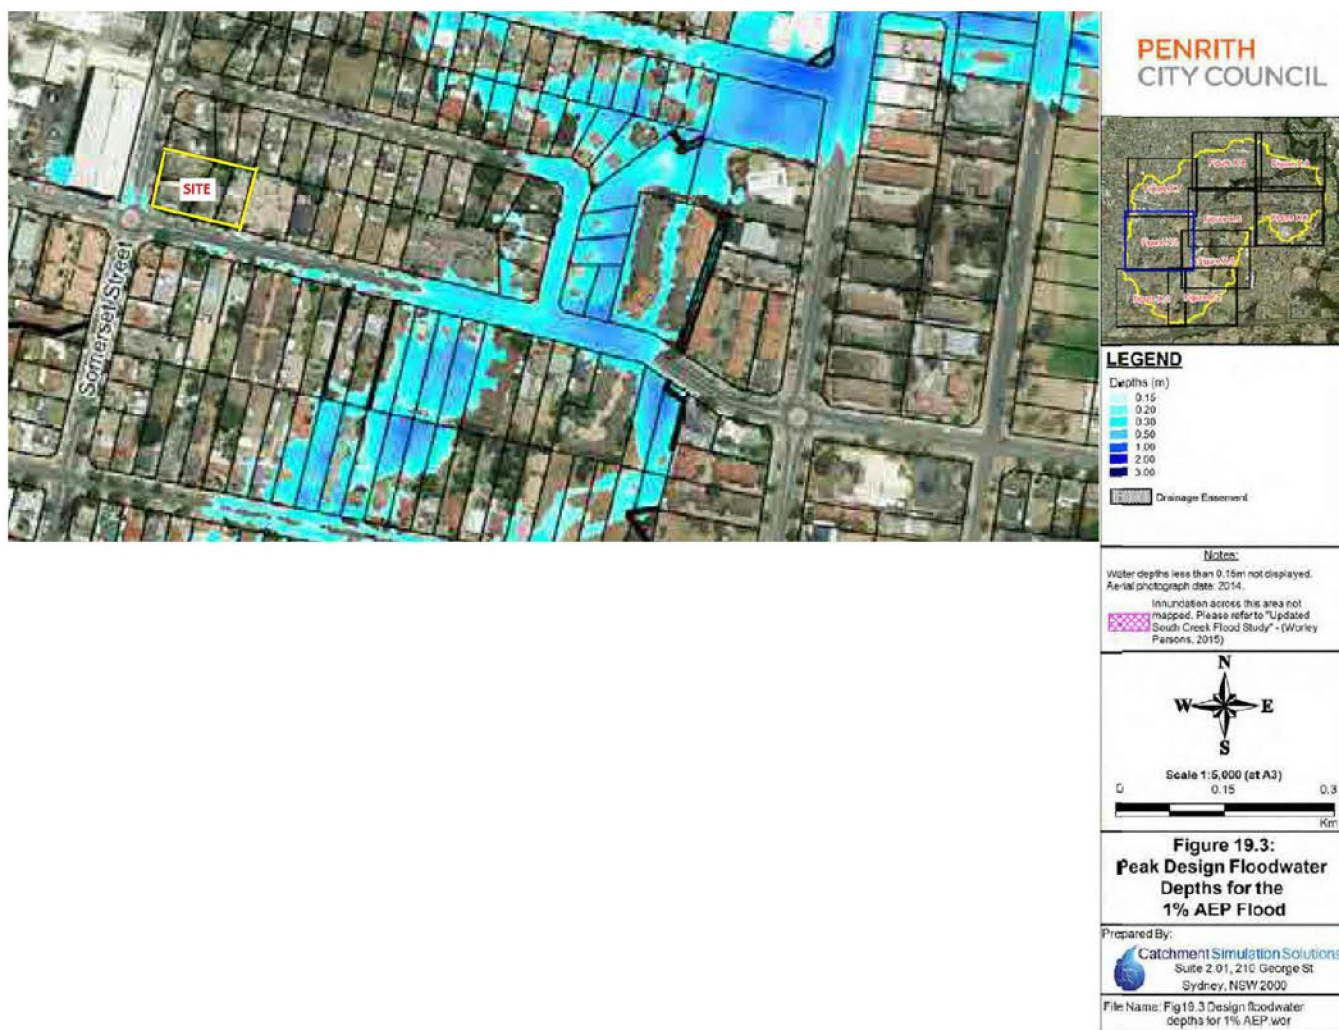 SITE
Somerset Street
PENRITH
CITY COUNCIL
LEGEND
Depths (m)
0.15
0.20
0.30
0.50
1.00
2.00
3.00
Drainage Easement
Notes:
Water depths less than 0.15m not displayed.
Aerial photograph date: 2014.
Innundation across this area not
mapped. Please refer to "Updated
South Creek Flood Study" - (Worley
Parsons, 2015)
N
W E
S
Scale 1:5,000 (at A3)
0 0.15 0.3
Km
Figure 19.3:
Peak Design Floodwater
Depths for the
1% AEP Flood
Prepared By:
Catchment Simulation Solutions
Suite 2.01, 210 George St
Sydney, NSW 2000
File Name: Fig19.3 Design floodwater
depths for 1% AEP.wor